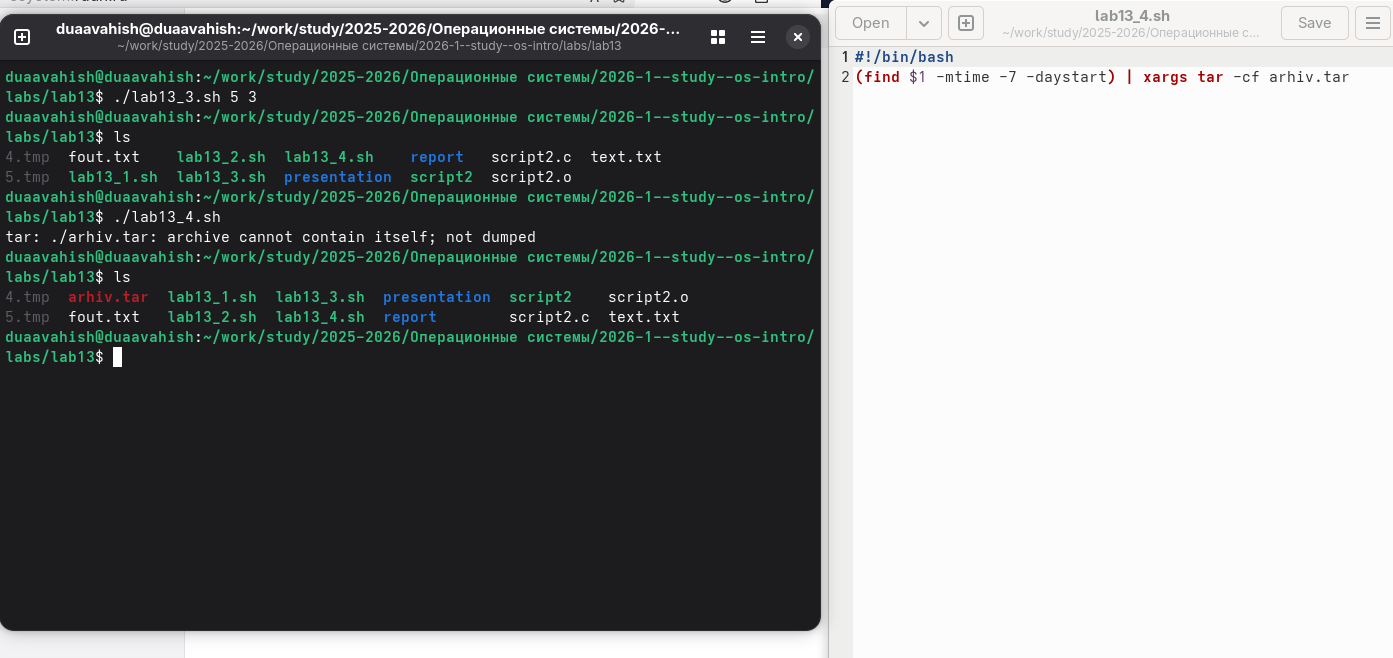 duaavahish@duaavahish:~/work/study/2025-2026/Операционные системы/2026-...
~/work/study/2025-2026/Операционные системы/2026-1--study--os-intro/labs/lab13
duaavahish@duaavahish:~/work/study/2025-2026/Операционные системы/2026-1--study--os-intro/
labs/lab13$ ./lab13_3.sh 5 3
duaavahish@duaavahish:~/work/study/2025-2026/Операционные системы/2026-1--study--os-intro/
labs/lab13$ ls
4.tmp  fout.txt    lab13_2.sh  lab13_4.sh    report   script2.c  text.txt
5.tmp  lab13_1.sh  lab13_3.sh  presentation  script2  script2.o
duaavahish@duaavahish:~/work/study/2025-2026/Операционные системы/2026-1--study--os-intro/
labs/lab13$ ./lab13_4.sh
tar: ./arhiv.tar: archive cannot contain itself; not dumped
duaavahish@duaavahish:~/work/study/2025-2026/Операционные системы/2026-1--study--os-intro/
labs/lab13$ ls
4.tmp  arhiv.tar  lab13_1.sh  lab13_3.sh  presentation  script2    script2.o
5.tmp  fout.txt   lab13_2.sh  lab13_4.sh  report        script2.c  text.txt
duaavahish@duaavahish:~/work/study/2025-2026/Операционные системы/2026-1--study--os-intro/
labs/lab13$
Open
lab13_4.sh
~/work/study/2025-2026/Операционные с...
Save
1 #!/bin/bash
2 (find $1 -mtime -7 -daystart) | xargs tar -cf arhiv.tar